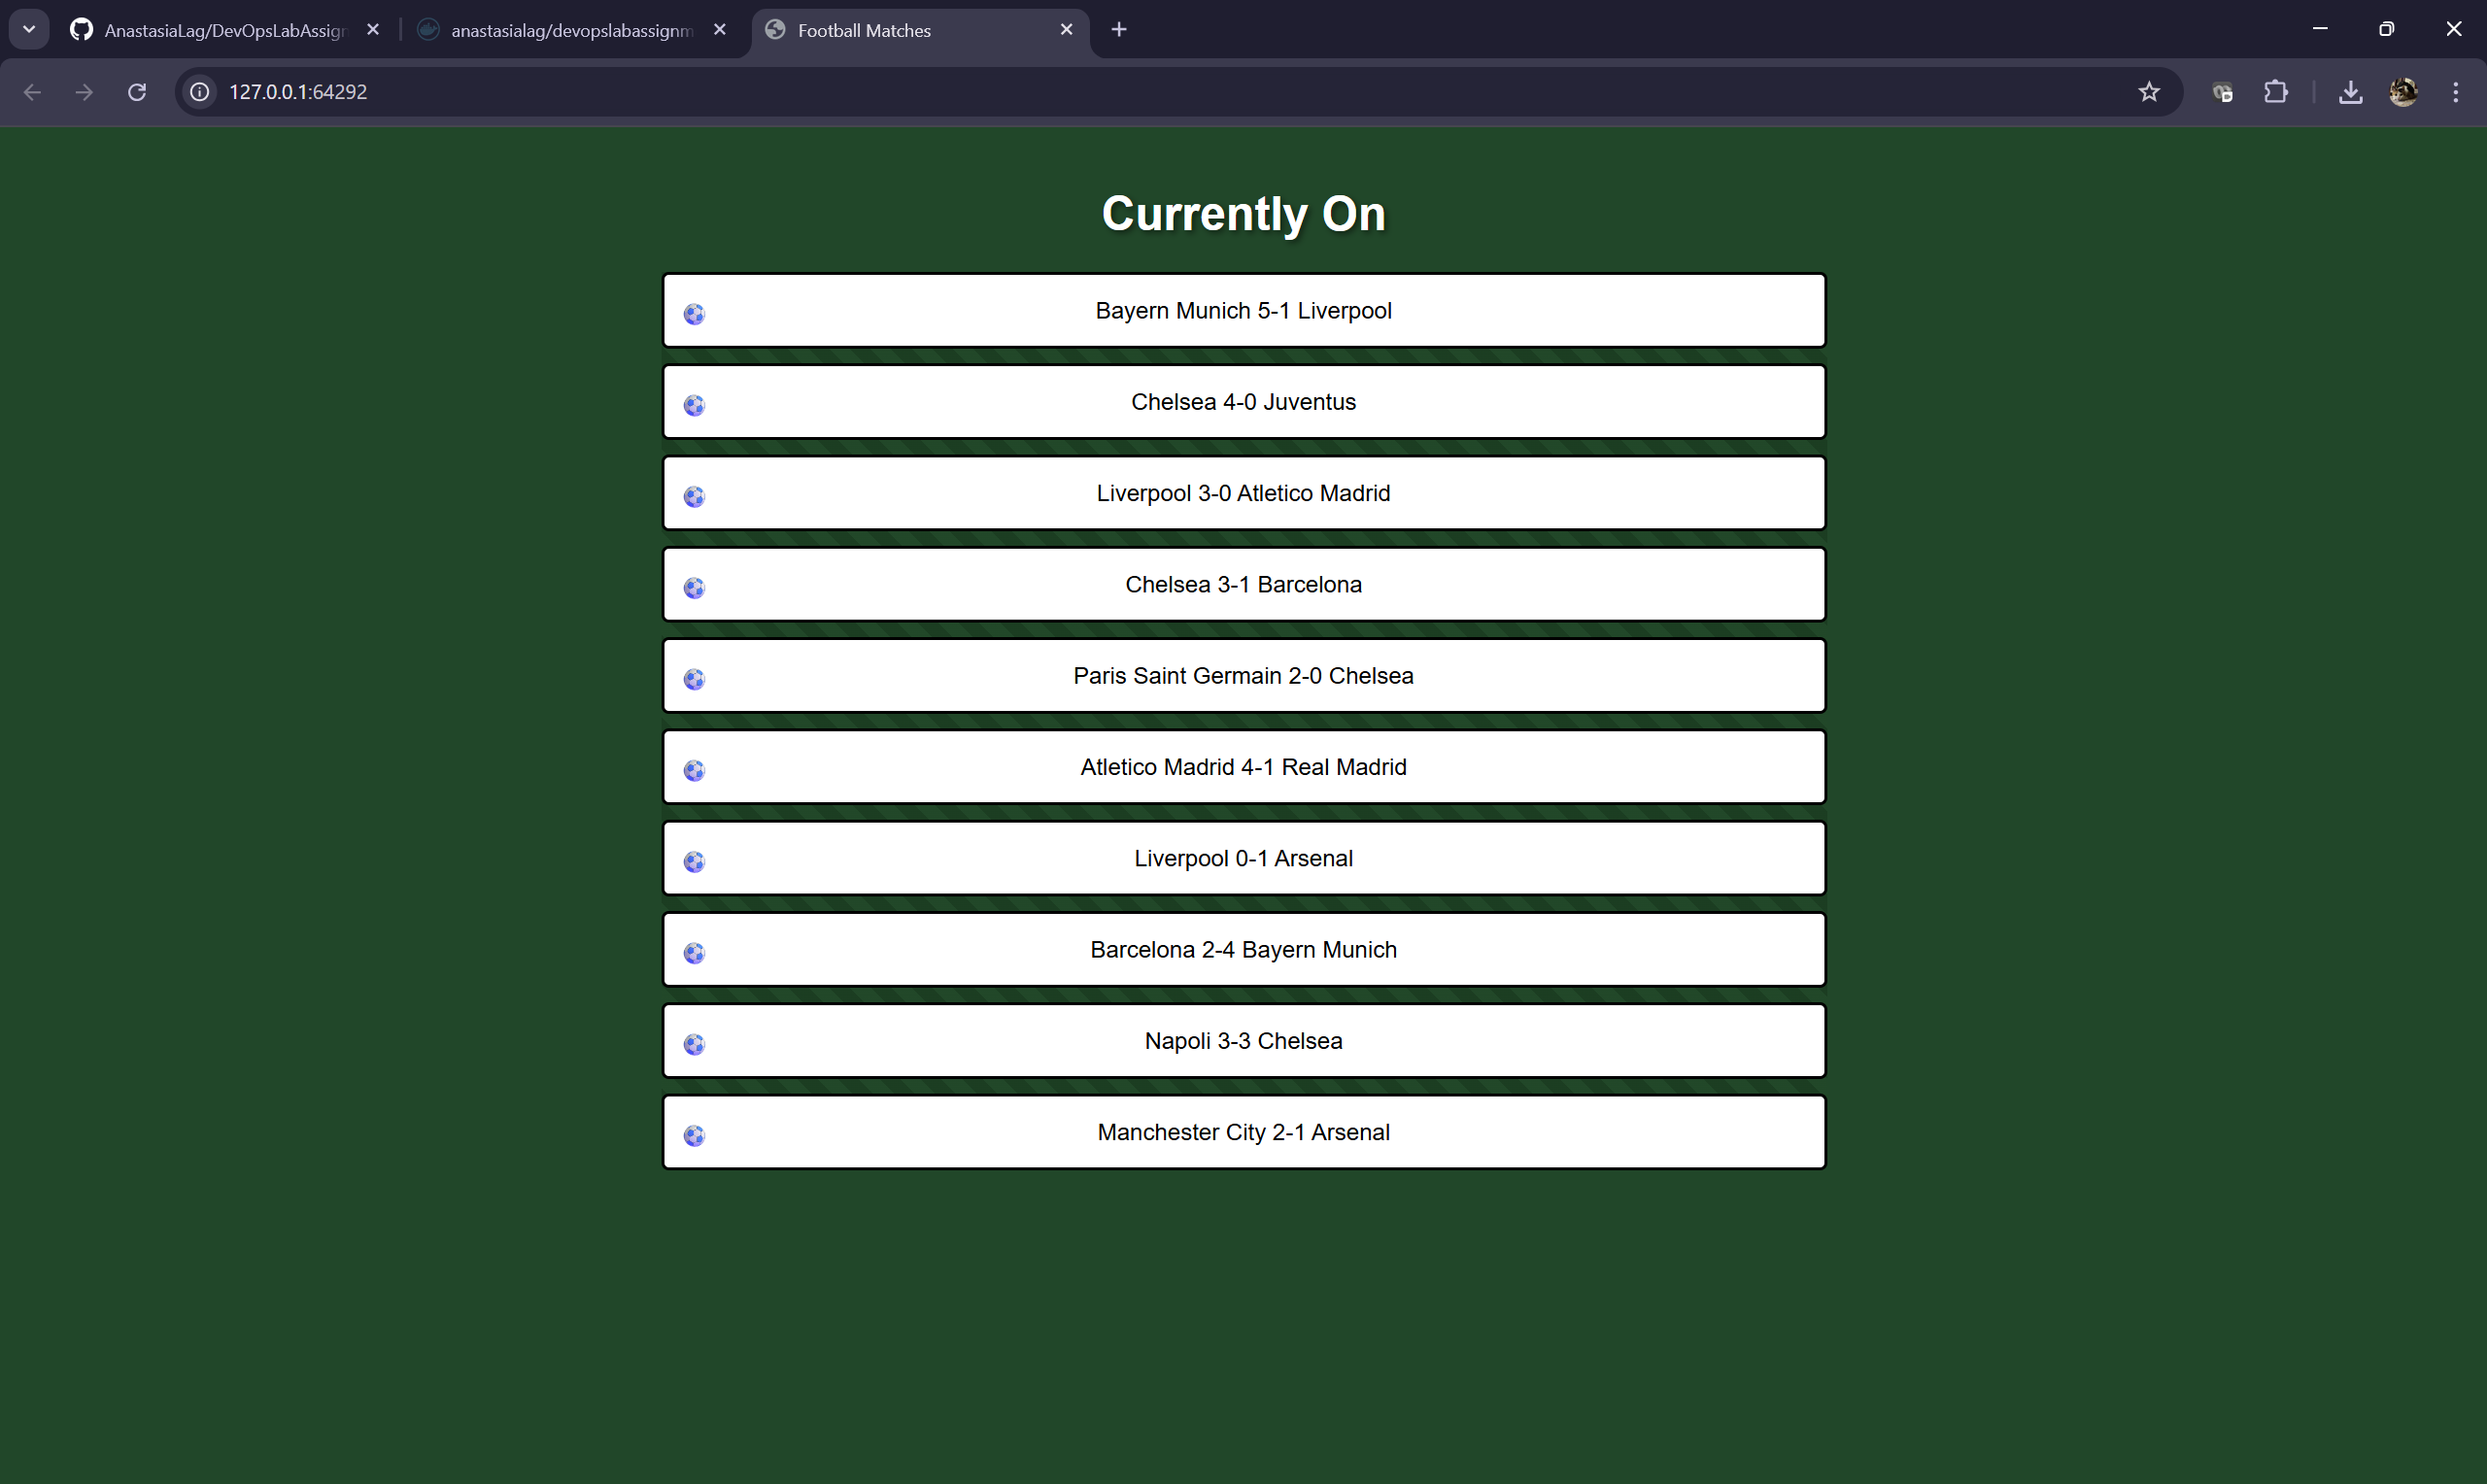 AnastasiaLag/DevOpsLabAssig
anastasialag/devopslabassignm
Football Matches
127.0.0.1:64292
Currently On
Bayern Munich 5-1 Liverpool
Chelsea 4-0 Juventus
Liverpool 3-0 Atletico Madrid
Chelsea 3-1 Barcelona
Paris Saint Germain 2-0 Chelsea
Atletico Madrid 4-1 Real Madrid
Liverpool 0-1 Arsenal
Barcelona 2-4 Bayern Munich
Napoli 3-3 Chelsea
Manchester City 2-1 Arsenal